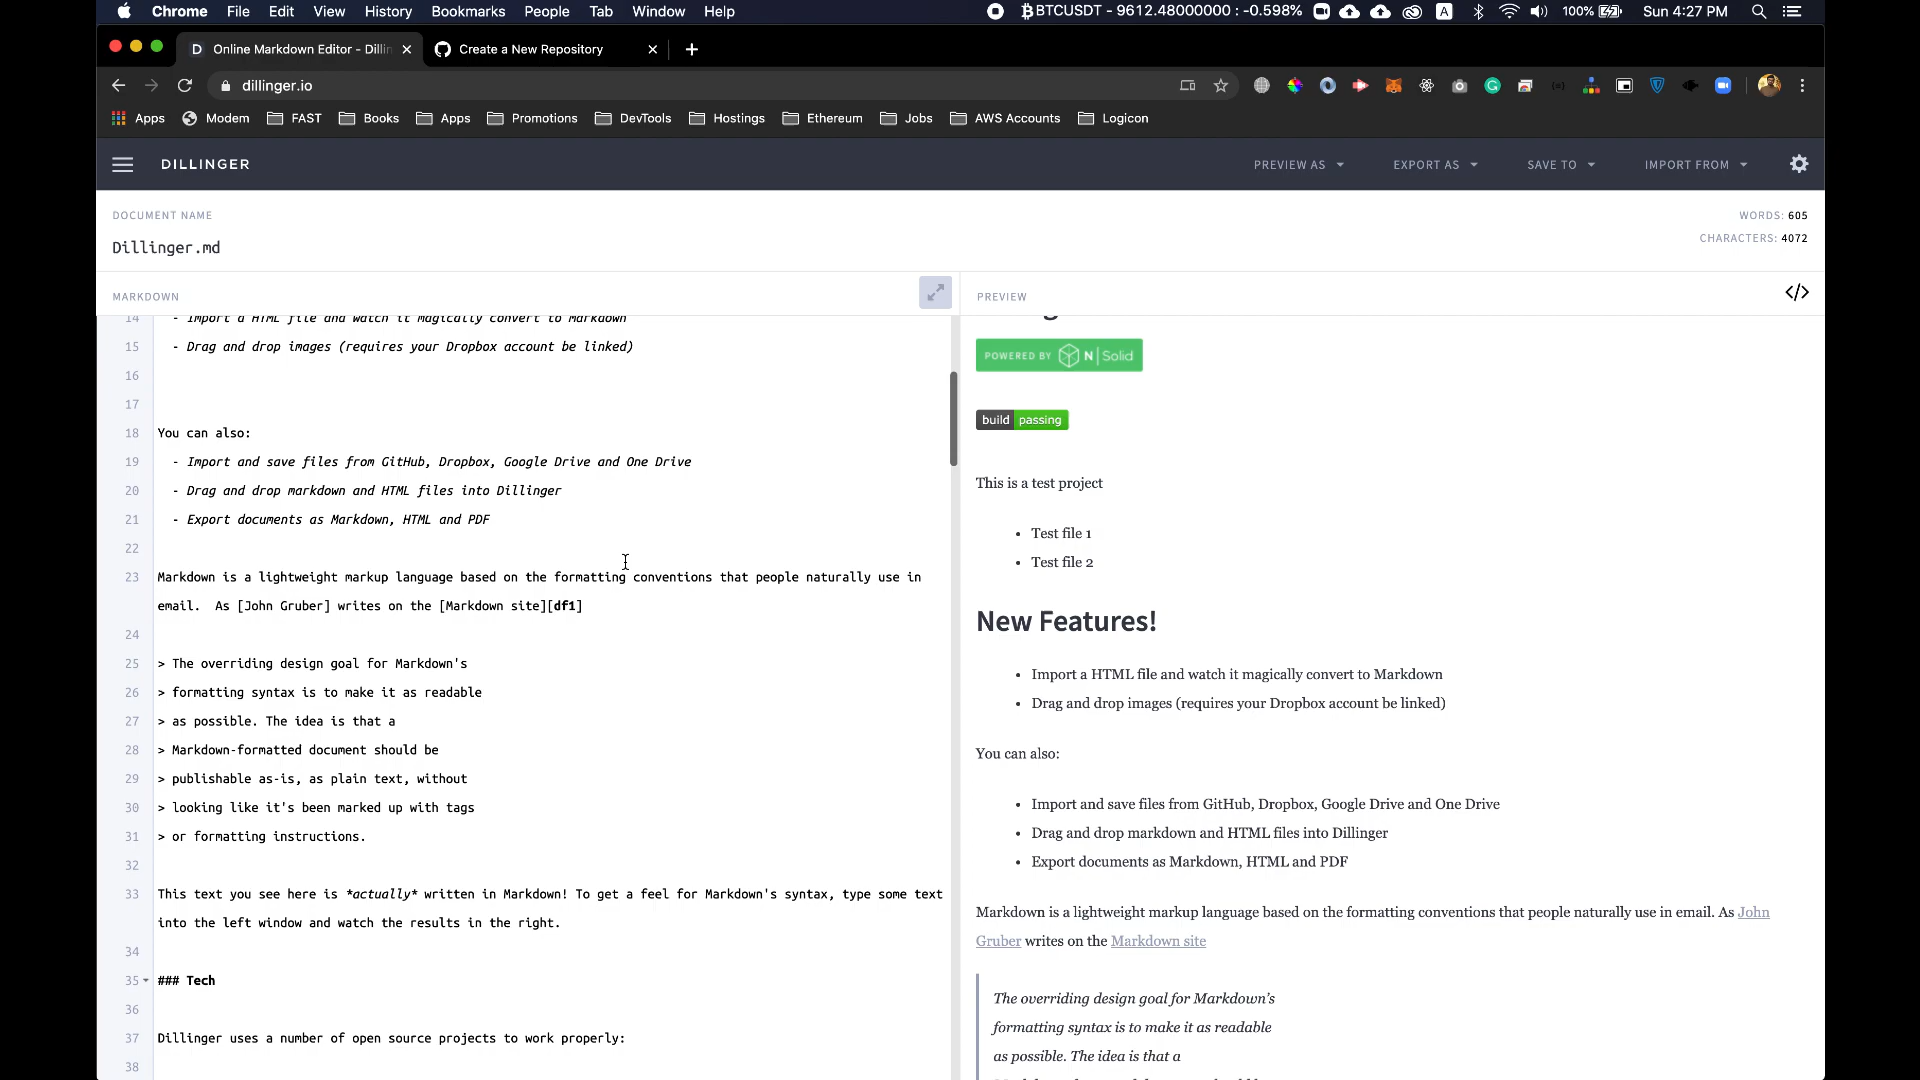 Chrome File Edit View History Bookmarks People Tab Window Help BTCUSDT - 9612.48000000 : -0.598% A 100% Sun 4:27 PM
D Online Markdown Editor - Dillin Create a New Repository
dillinger.io
Apps Modem FAST Books Apps Promotions DevTools Hostings Ethereum Jobs AWS Accounts Logicon
DILLINGER PREVIEW AS EXPORT AS SAVE TO IMPORT FROM
DOCUMENT NAME
WORDS: 605
Dillinger.md
CHARACTERS: 4072
MARKDOWN
14 - Import a HTML file and watch it magically convert to Markdown
15 - Drag and drop images (requires your Dropbox account be linked)
16
17
18 You can also:
19 - Import and save files from GitHub, Dropbox, Google Drive and One Drive
20 - Drag and drop markdown and HTML files into Dillinger
21 - Export documents as Markdown, HTML and PDF
22
23 Markdown is a lightweight markup language based on the formatting conventions that people naturally use in
email.  As [John Gruber] writes on the [Markdown site][df1]
24
25 > The overriding design goal for Markdown's
26 > formatting syntax is to make it as readable
27 > as possible. The idea is that a
28 > Markdown-formatted document should be
29 > publishable as-is, as plain text, without
30 > looking like it's been marked up with tags
31 > or formatting instructions.
32
33 This text you see here is *actually* written in Markdown! To get a feel for Markdown's syntax, type some text
into the left window and watch the results in the right.
34
35 ### Tech
36
37 Dillinger uses a number of open source projects to work properly:
38
PREVIEW </>
POWERED BY N|Solid
build passing
This is a test project
• Test file 1
• Test file 2
New Features!
• Import a HTML file and watch it magically convert to Markdown
• Drag and drop images (requires your Dropbox account be linked)
You can also:
• Import and save files from GitHub, Dropbox, Google Drive and One Drive
• Drag and drop markdown and HTML files into Dillinger
• Export documents as Markdown, HTML and PDF
Markdown is a lightweight markup language based on the formatting conventions that people naturally use in email. As John
Gruber writes on the Markdown site
The overriding design goal for Markdown's
formatting syntax is to make it as readable
as possible. The idea is that a